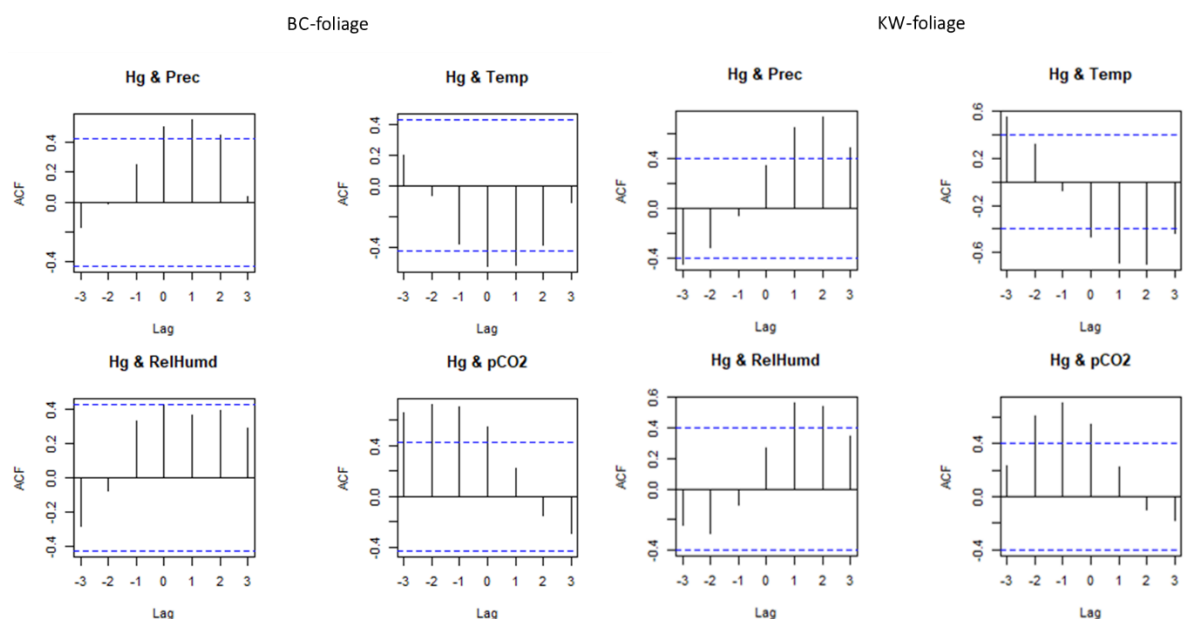 BC-foliage
KW-foliage
Hg & Prec
ACF
0.4
0.2
0.0
-0.4
-3 -2 -1 0 1 2 3
Lag
Hg & Temp
ACF
0.4
0.2
0.0
-0.4
-3 -2 -1 0 1 2 3
Lag
Hg & Prec
ACF
0.4
0.0
-0.4
-3 -2 -1 0 1 2 3
Lag
Hg & Temp
ACF
0.6
0.2
-0.2
-0.6
-3 -2 -1 0 1 2 3
Lag
Hg & RelHumd
ACF
0.4
0.2
0.0
-0.2
-0.4
-3 -2 -1 0 1 2 3
Lag
Hg & pCO2
ACF
0.4
0.0
-0.4
-3 -2 -1 0 1 2 3
Lag
Hg & RelHumd
ACF
0.6
0.4
0.2
0.0
-0.4
-3 -2 -1 0 1 2 3
Lag
Hg & pCO2
ACF
0.4
0.0
-0.4
-3 -2 -1 0 1 2 3
Lag